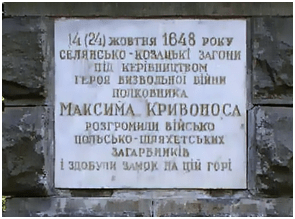 14 (24) ЖОВТНЯ 1648 РОКУ
СЕЛЯНСЬКО-КОЗАЦЬКІ ЗАГОНИ
ПІД КЕРІВНИЦТВОМ
ГЕРОЯ ВИЗВОЛЬНОЇ ВІЙНИ
ПОЛКОВНИКА
МАКСИМА КРИВОНОСА
РОЗГРОМИЛИ ВІЙСЬКО
ПОЛЬСЬКО-ШЛЯХЕТСЬКИХ
ЗАГАРБНИКІВ
І ЗДОБУЛИ ЗАМОК НА ЦІЙ ГОРІ